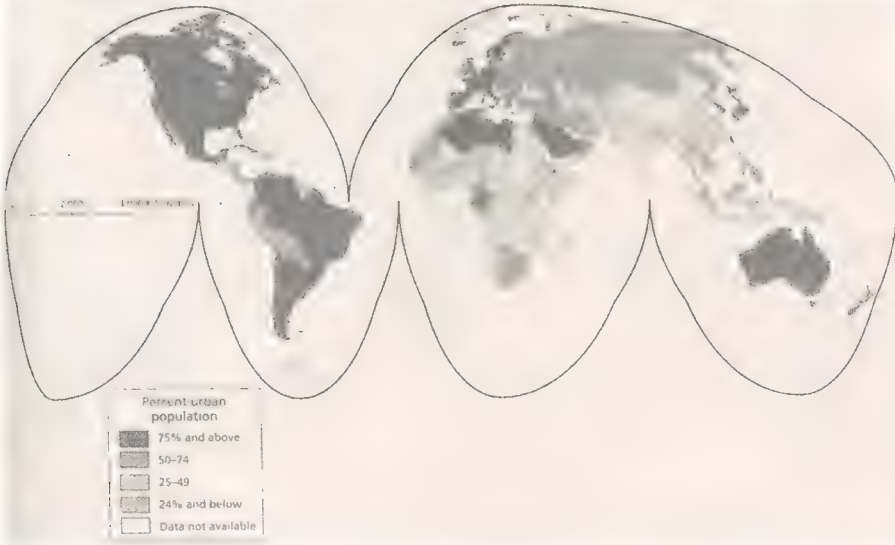 Percent urban
population
75% and above
50–74
25–49
24% and below
Data not available